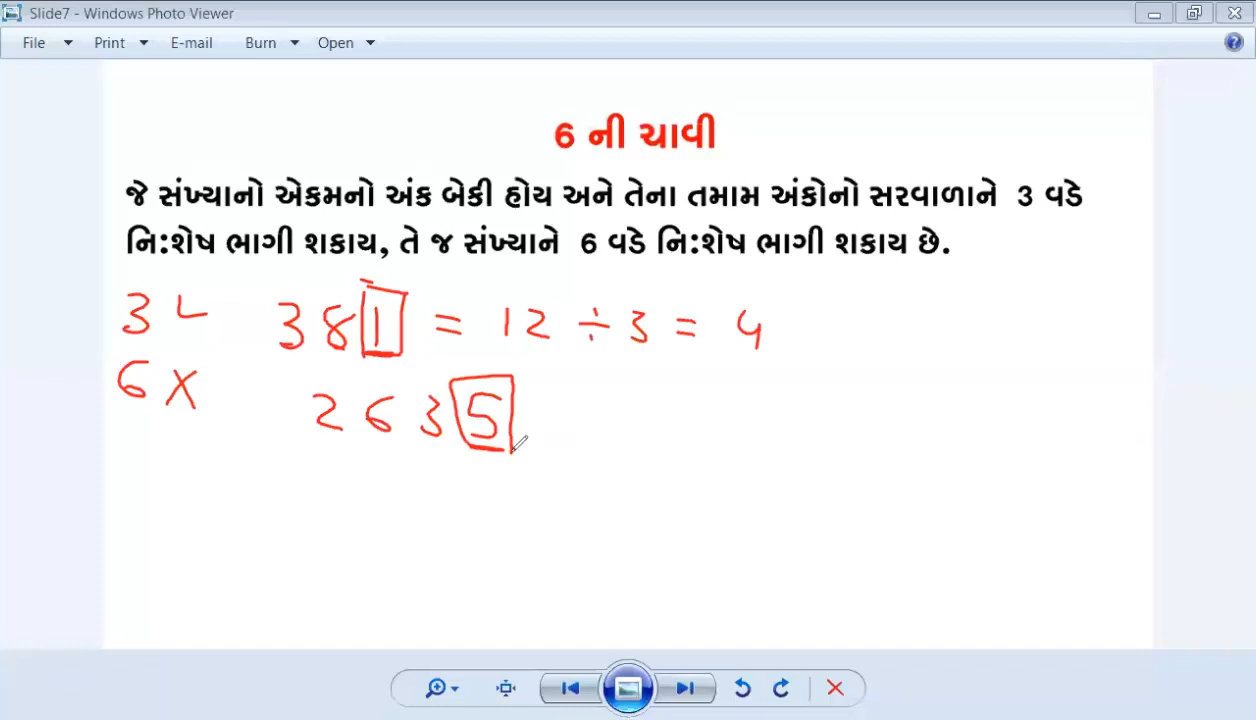 Slide7 - Windows Photo Viewer
File Print E-mail Burn Open
6 ની ચાવી
જે સંખ્યાનો એકમનો અંક બેકી હોય અને તેના તમામ અંકોનો સરવાળાને 3 વડે
નિ:શેષ ભાગી શકાય, તે જ સંખ્યાને 6 વડે નિ:શેષ ભાગી શકાય છે.
3 381 = 12 ÷ 3 = 4
6 X 2635